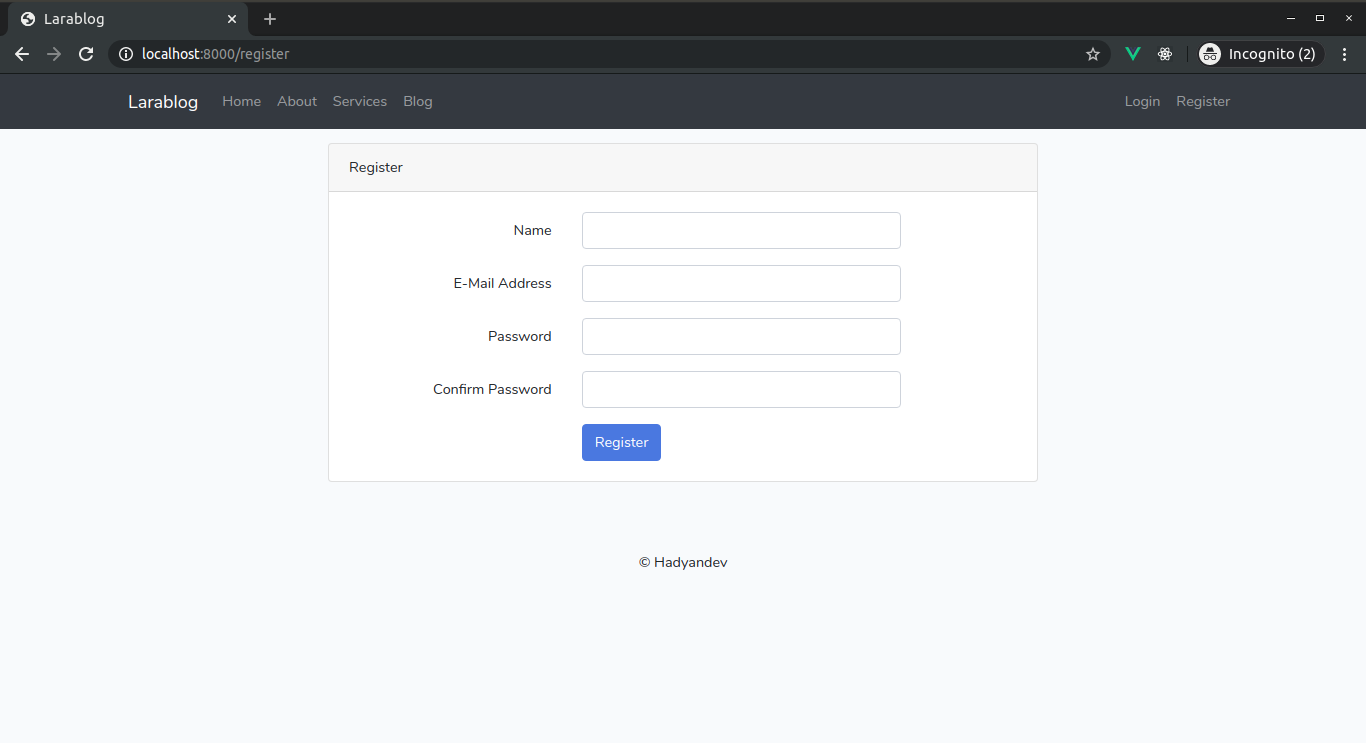 Larablog
localhost:8000/register
Incognito (2)
Larablog Home About Services Blog Login Register
Register
Name
E-Mail Address
Password
Confirm Password
Register
© Hadyandev